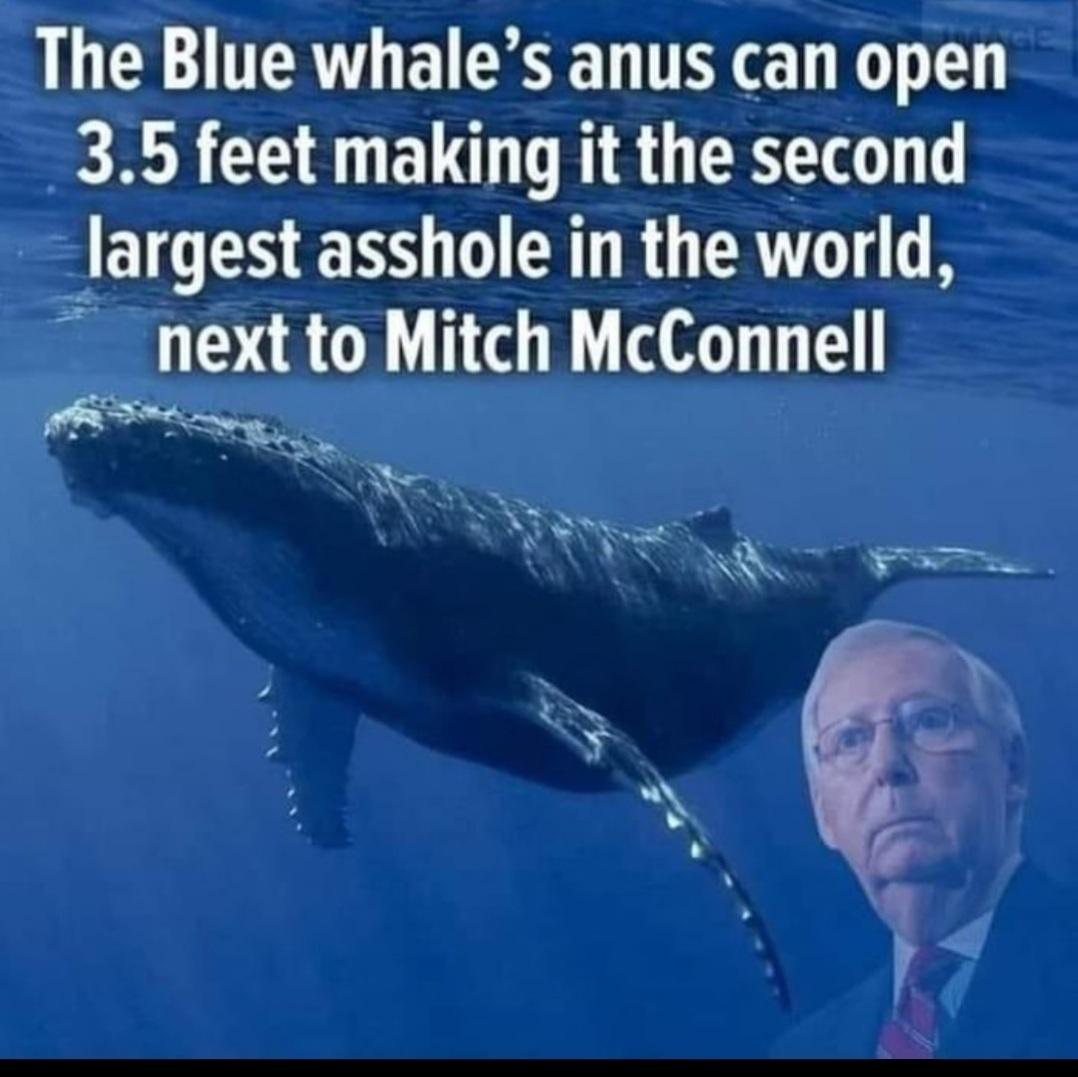 The Blue whale’s anus can open
3.5 feet making it the second
largest asshole in the world,
next to Mitch McConnell
IMAGE